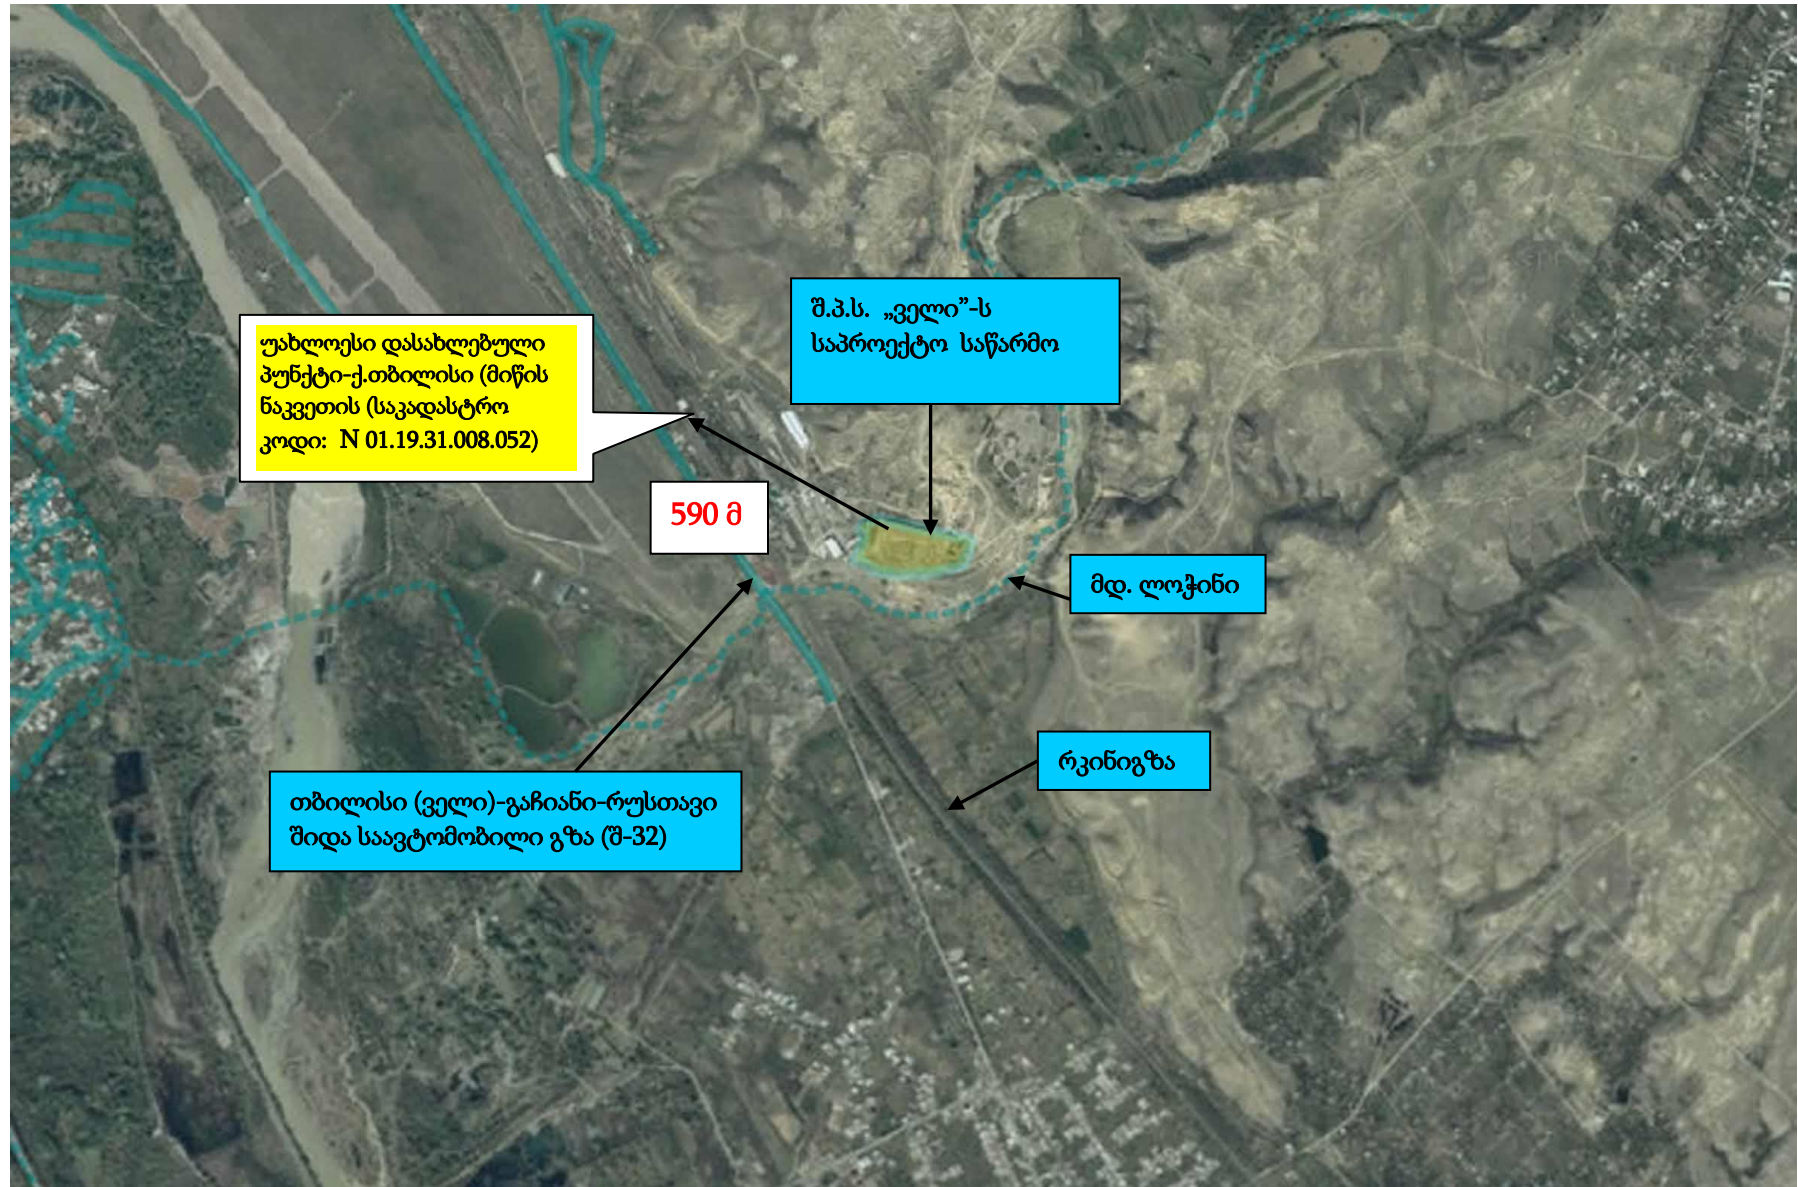 შ.პ.ს. „ველი”-ს
საპროექტო საწარმო
უახლოესი დასახლებული
პუნქტი-ქ.თბილისი (მიწის
ნაკვეთის (საკადასტრო
კოდი: N 01.19.31.008.052)
590 მ
მდ. ლოჭინი
რკინიგზა
თბილისი (ველი)-გაჩიანი-რუსთავი
შიდა საავტომობილი გზა (შ-32)